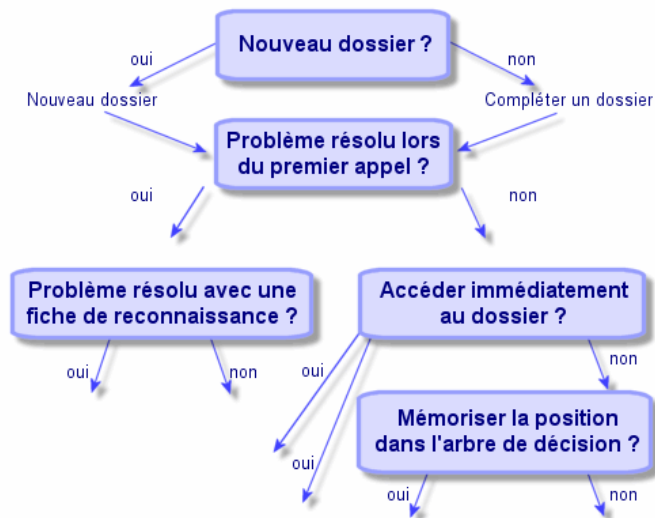 Nouveau dossier ?
oui
non
Nouveau dossier
Compléter un dossier
Problème résolu lors
du premier appel ?
oui
non
Problème résolu avec une
fiche de reconnaissance ?
Accéder immédiatement
au dossier ?
oui
non
oui
non
Mémoriser la position
dans l'arbre de décision ?
oui
oui
non